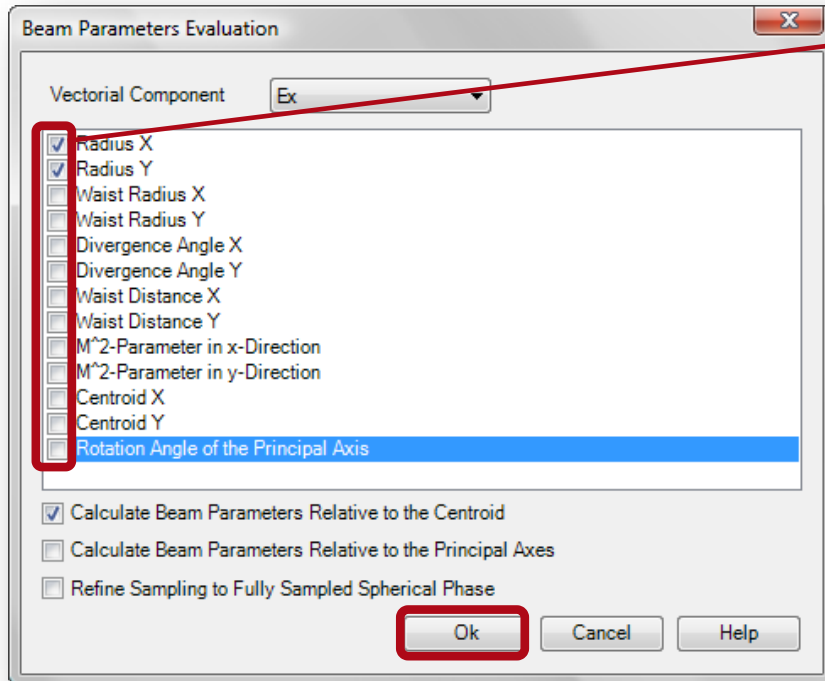 Beam Parameters Evaluation
Vectorial Component Ex
Radius X
Radius Y
Waist Radius X
Waist Radius Y
Divergence Angle X
Divergence Angle Y
Waist Distance X
Waist Distance Y
M^2-Parameter in x-Direction
M^2-Parameter in y-Direction
Centroid X
Centroid Y
Rotation Angle of the Principal Axis
Calculate Beam Parameters Relative to the Centroid
Calculate Beam Parameters Relative to the Principal Axes
Refine Sampling to Fully Sampled Spherical Phase
Ok Cancel Help